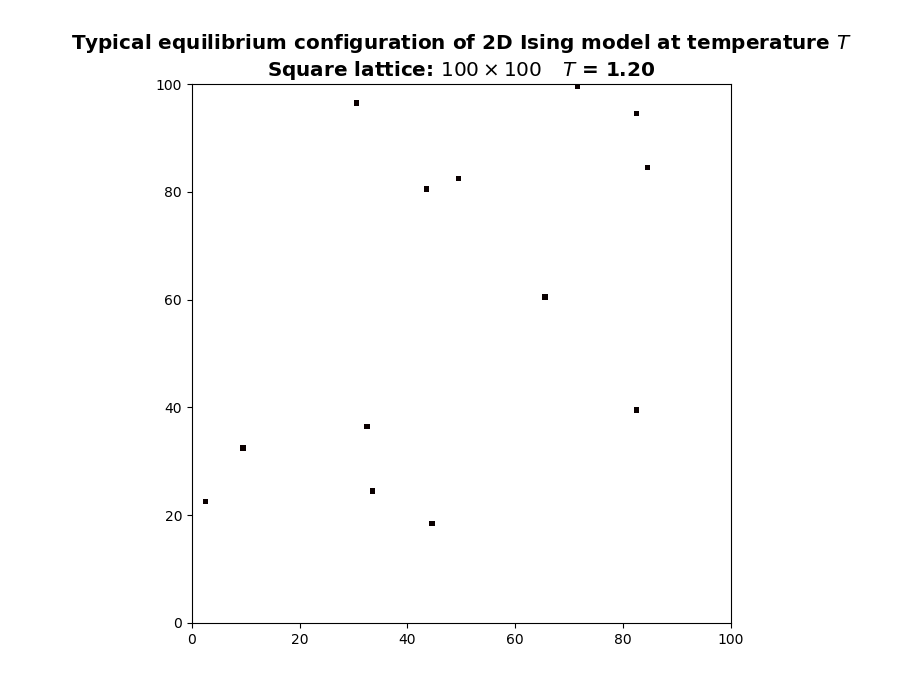 Typical equilibrium configuration of 2D Ising model at temperature T
Square lattice: 100 × 100 T = 1.20
100
80
60
40
20
0
0 20 40 60 80 100